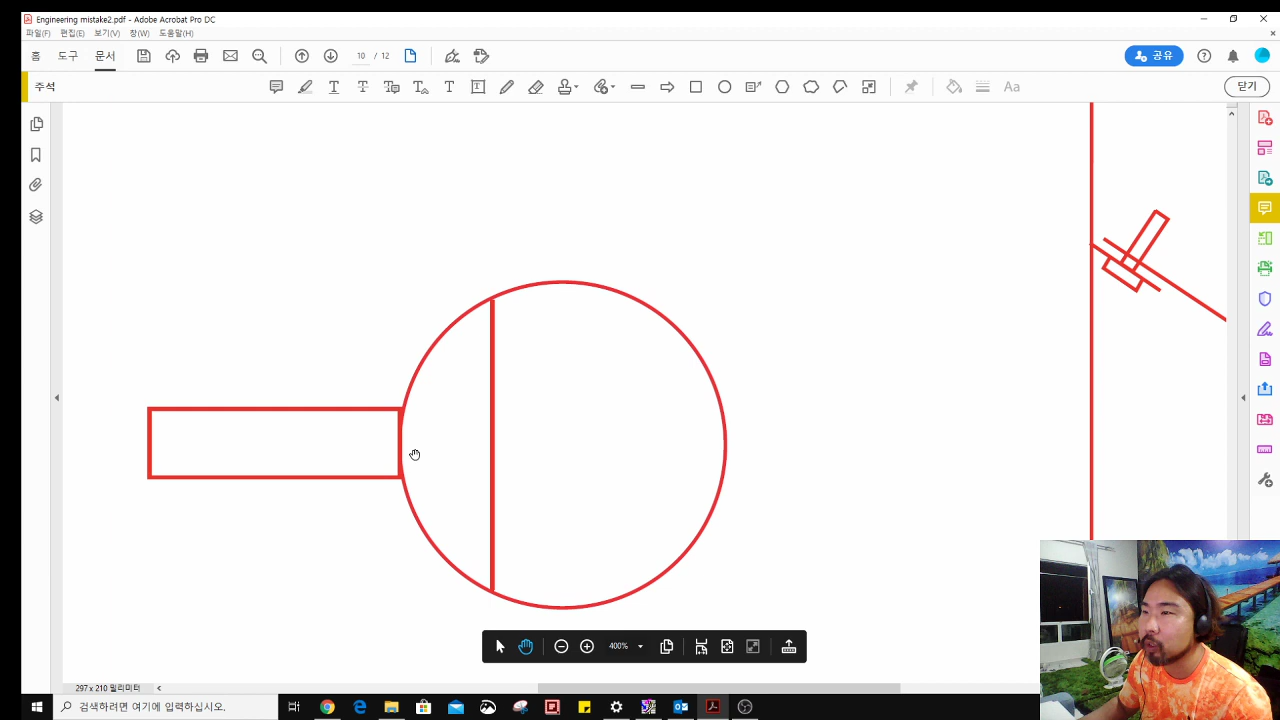 Engineering mistake2.pdf - Adobe Acrobat Pro DC
파일(F) 편집(E) 보기(V) 창(W) 도움말(H)
홈 도구 문서 10 / 12 공유
주석 Aa 닫기
400%
297 x 210 밀리미터
검색하려면 여기에 입력하십시오.